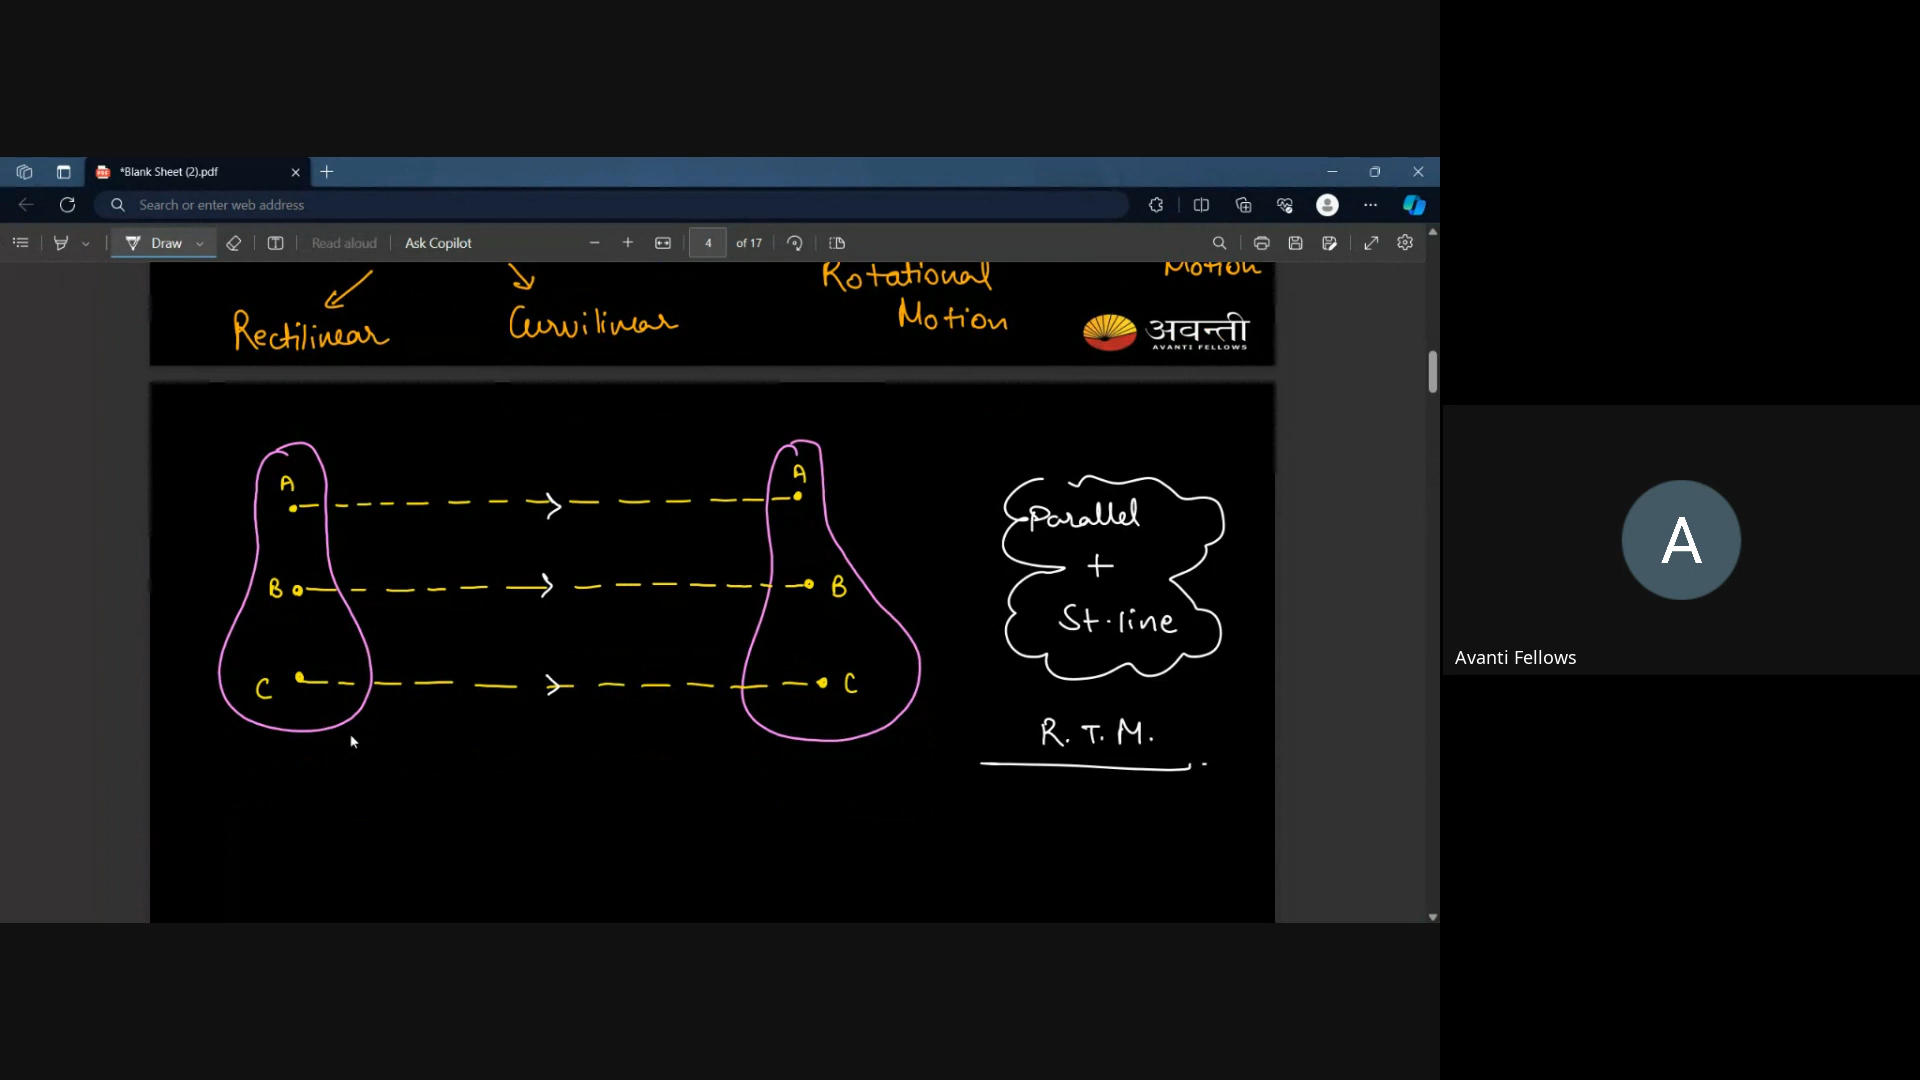 *Blank Sheet (2).pdf
Search or enter web address
Draw
Read aloud
Ask Copilot
4
of 17
Rectilinear
Curvilinear
Rotational
Motion
Motion
अवन्ती
AVANTI FELLOWS
A
A
B
B
C
C
Parallel
+
St. line
R. T. M.
A
Avanti Fellows